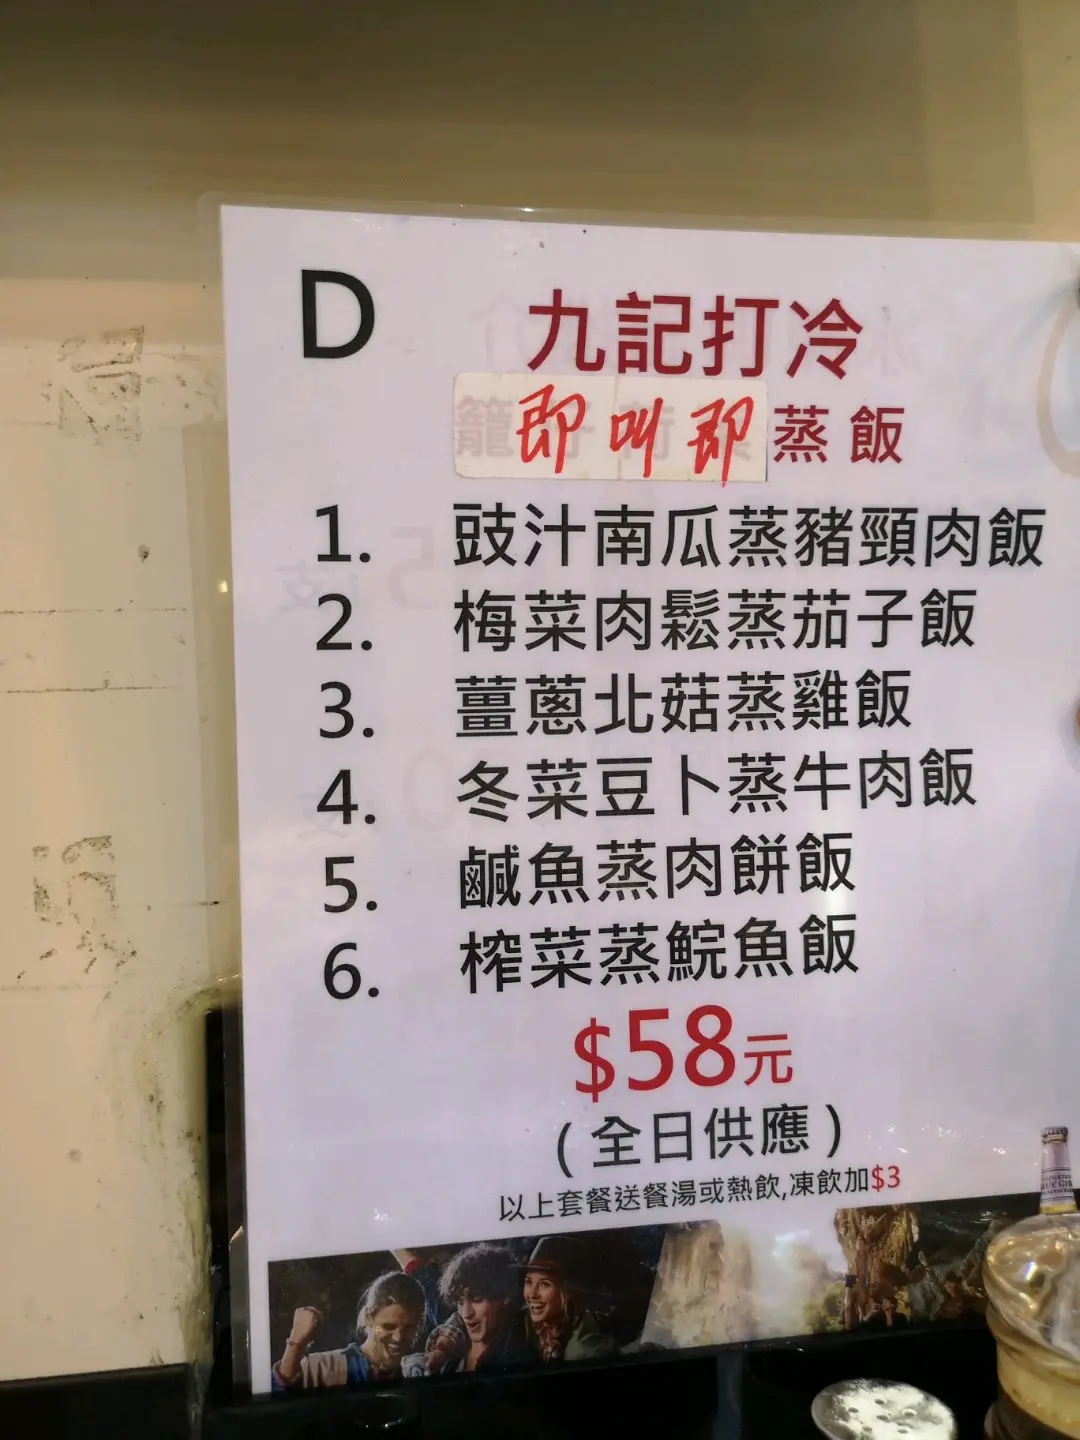 D
九記打冷
即叫即蒸飯
1. 豉汁南瓜蒸豬頸肉飯
2. 梅菜肉鬆蒸茄子飯
3. 薑蔥北菇蒸雞飯
4. 冬菜豆卜蒸牛肉飯
5. 鹹魚蒸肉餅飯
6. 榨菜蒸鯇魚飯
$58元
(全日供應)
以上套餐送餐湯或熱飲,凍飲加$3